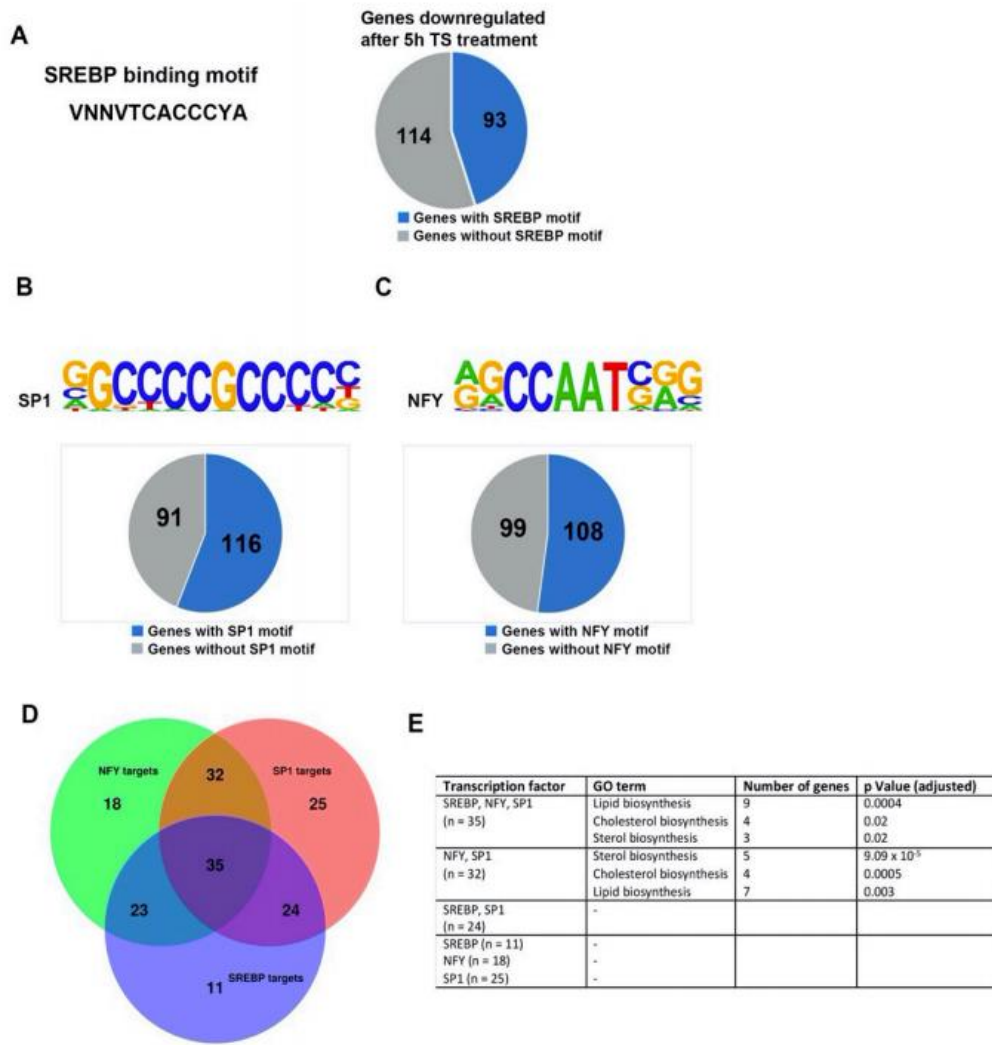 A
SREBP binding motif
VNNVTCACCCYA
Genes downregulated
after 5h TS treatment
114
93
Genes with SREBP motif
Genes without SREBP motif
B
SP1
GGCCCCGCCCCC
91
116
Genes with SP1 motif
Genes without SP1 motif
C
NFY
AGCCAATCGG
99
108
Genes with NFY motif
Genes without NFY motif
D
NFY targets
32
SP1 targets
18
25
35
23
24
11
SREBP targets
E
Transcription factor GO term Number of genes p Value (adjusted)
SREBP, NFY, SP1 Lipid biosynthesis 9 0.0004
(n = 35) Cholesterol biosynthesis 4 0.02
Sterol biosynthesis 3 0.02
NFY, SP1 Sterol biosynthesis 5 9.09 x 10⁻⁵
(n = 32) Cholesterol biosynthesis 4 0.0005
Lipid biosynthesis 7 0.003
SREBP, SP1 -
(n = 24)
SREBP (n = 11) -
NFY (n = 18) -
SP1 (n = 25) -